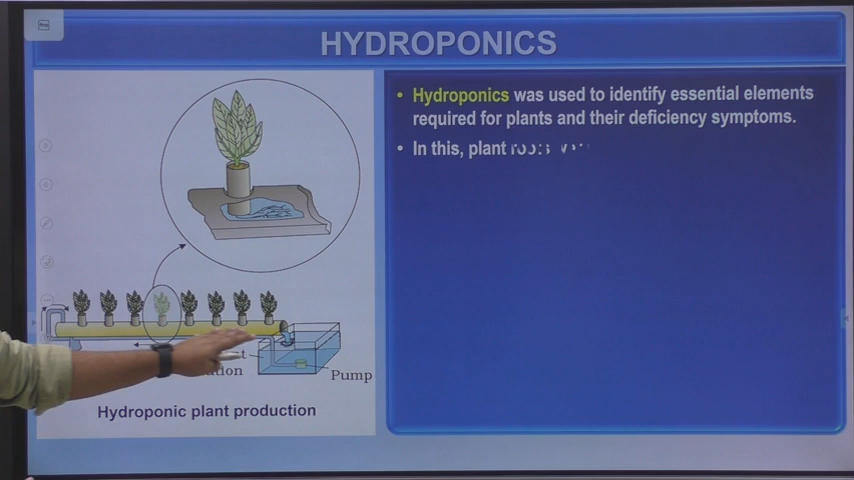 HYDROPONICS
• Hydroponics was used to identify essential elements
required for plants and their deficiency symptoms.
• In this, plant
Pump
Hydroponic plant production